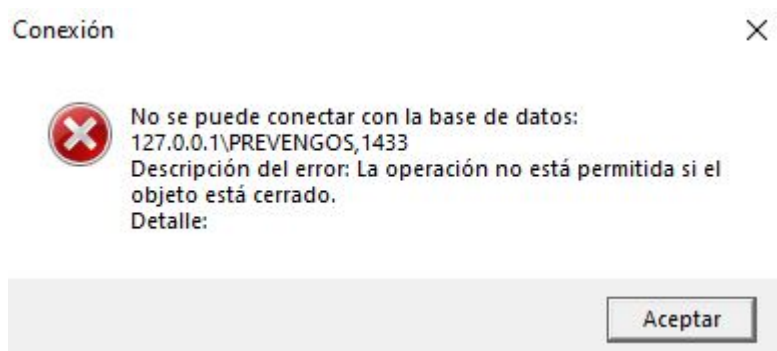 Conexión
No se puede conectar con la base de datos:
127.0.0.1\PREVENGOS,1433
Descripción del error: La operación no está permitida si el
objeto está cerrado.
Detalle:
Aceptar